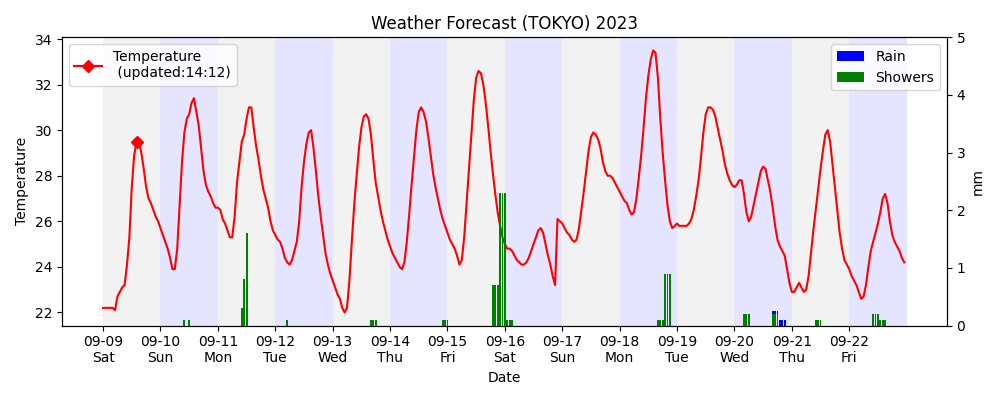 Weather Forecast (TOKYO) 2023
Temperature
(updated:14:12)
Rain
Showers
Temperature
34
32
30
28
26
24
22
5
4
3
2
1
0
mm
09-09 09-10 09-11 09-12 09-13 09-14 09-15 09-16 09-17 09-18 09-19 09-20 09-21 09-22
Sat Sun Mon Tue Wed Thu Fri Sat Sun Mon Tue Wed Thu Fri
Date